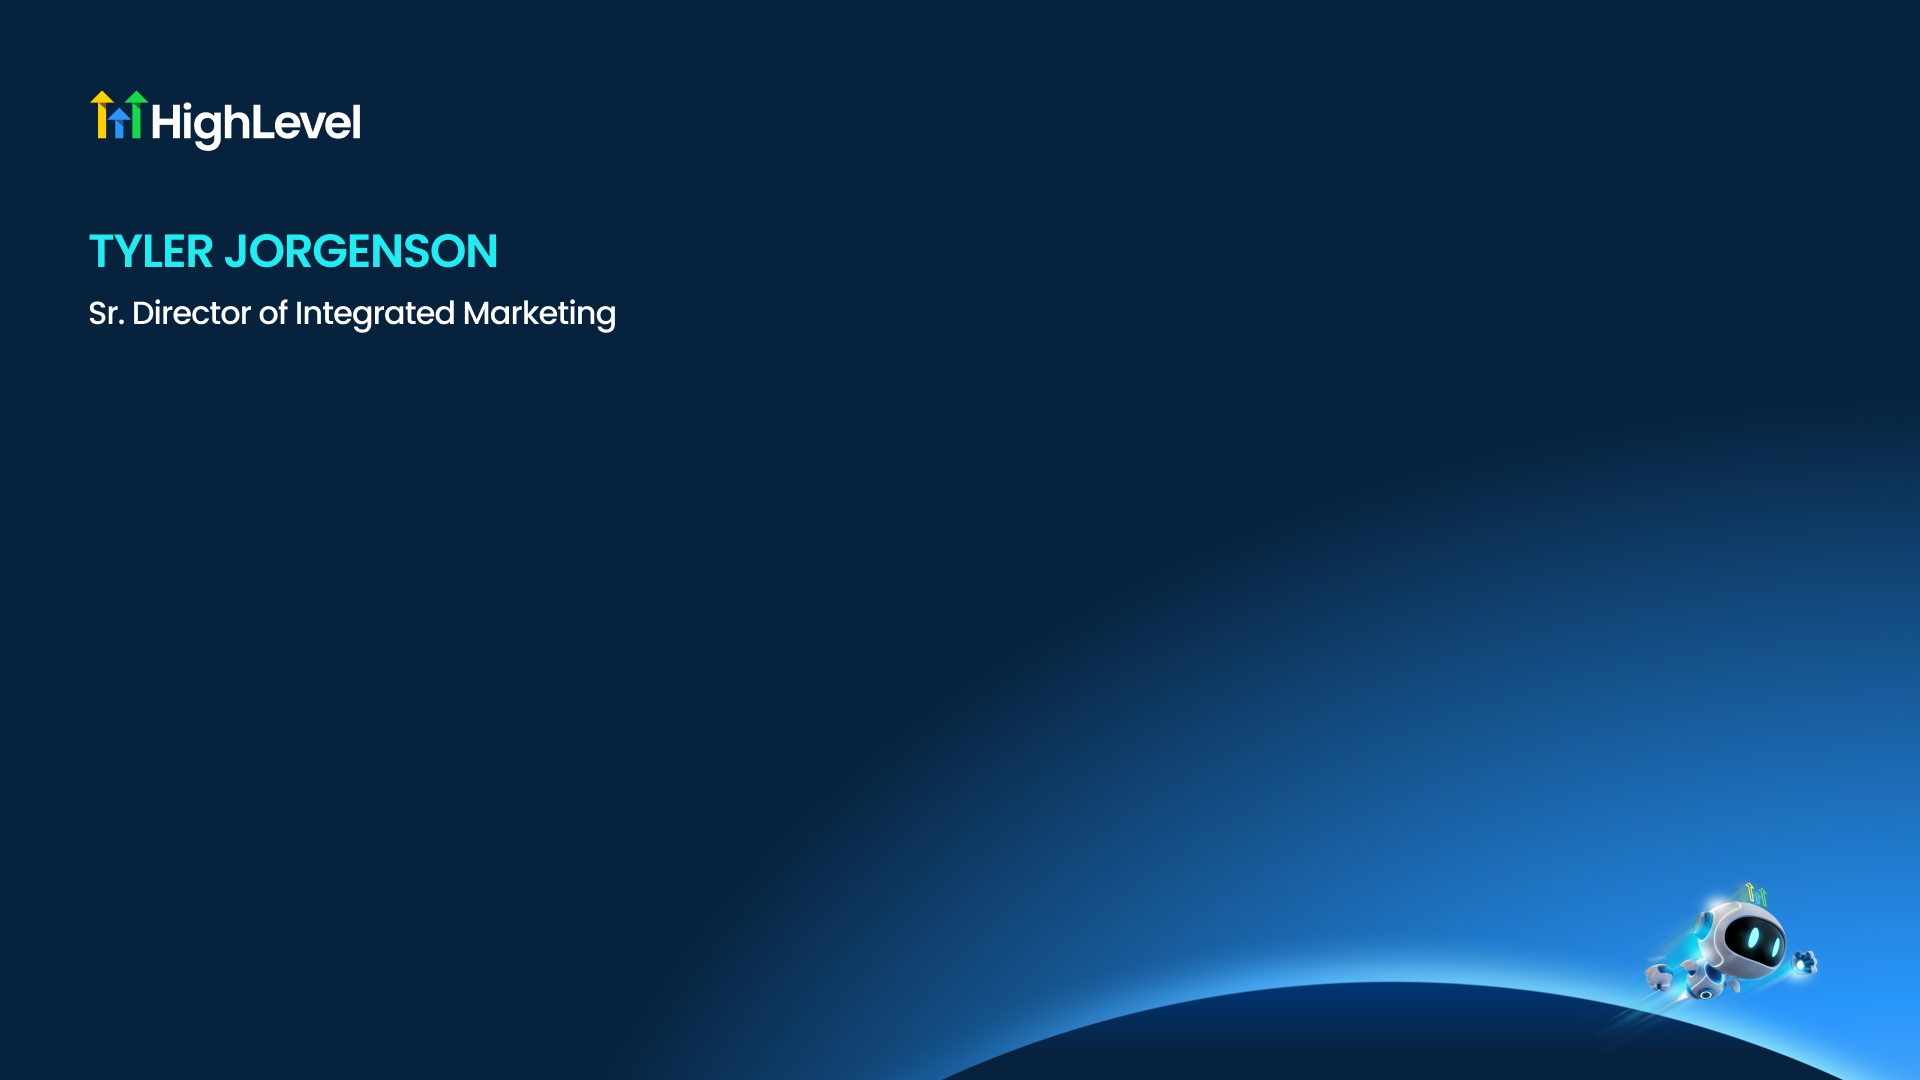 HighLevel
TYLER JORGENSON
Sr. Director of Integrated Marketing